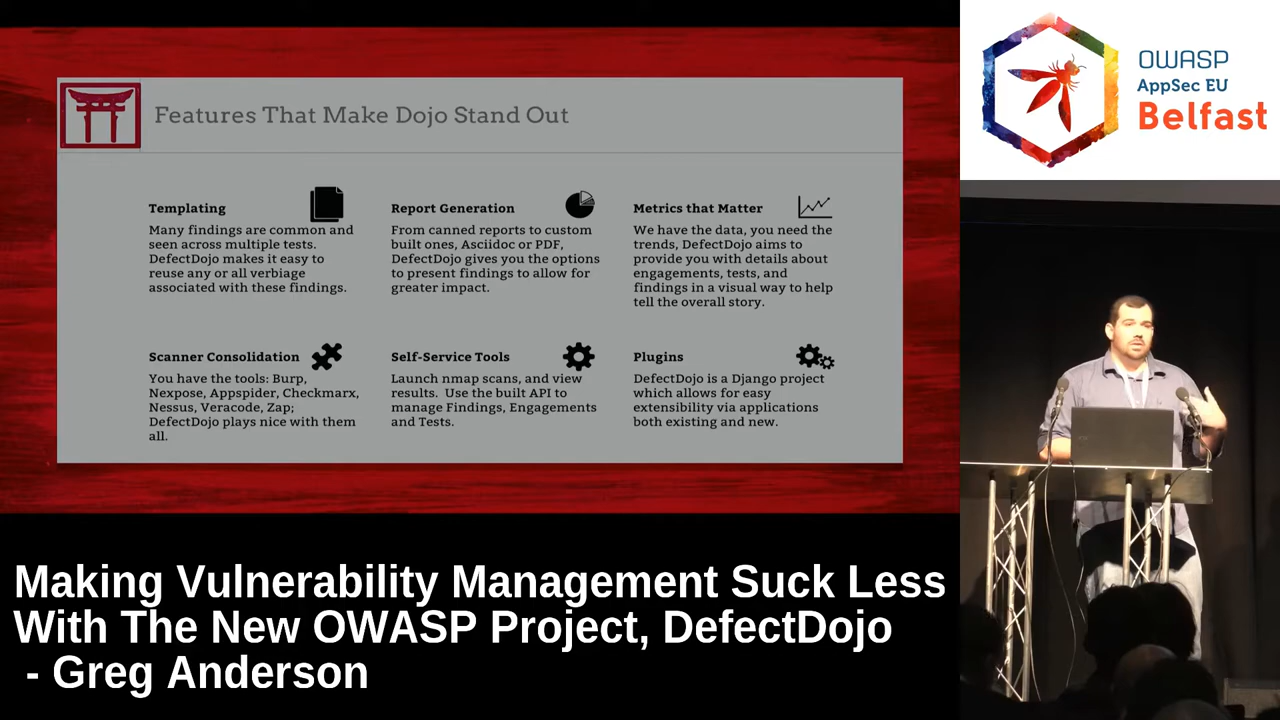 Features That Make Dojo Stand Out
Templating
Many findings are common and
seen across multiple tests.
DefectDojo makes it easy to
reuse any or all verbiage
associated with these findings.
Report Generation
From canned reports to custom
built ones, Asciidoc or PDF,
DefectDojo gives you the options
to present findings to allow for
greater impact.
Metrics that Matter
We have the data, you need the
trends, DefectDojo aims to
provide you with details about
engagements, tests, and
findings in a visual way to help
tell the overall story.
Scanner Consolidation
You have the tools: Burp,
Nexpose, Appspider, Checkmarx,
Nessus, Veracode, Zap;
DefectDojo plays nice with them
all.
Self-Service Tools
Launch nmap scans, and view
results. Use the built API to
manage Findings, Engagements
and Tests.
Plugins
DefectDojo is a Django project
which allows for easy
extensibility via applications
both existing and new.
OWASP
AppSec EU
Belfast
Making Vulnerability Management Suck Less
With The New OWASP Project, DefectDojo
- Greg Anderson